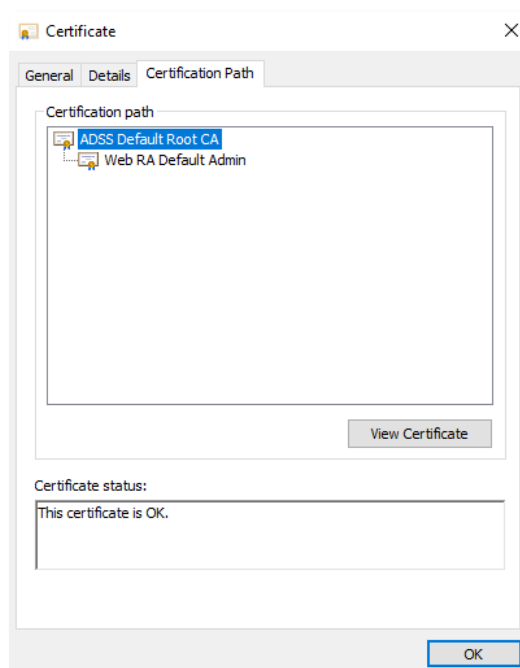 Certificate
General Details Certification Path
Certification path
ADSS Default Root CA
Web RA Default Admin
View Certificate
Certificate status:
This certificate is OK.
OK